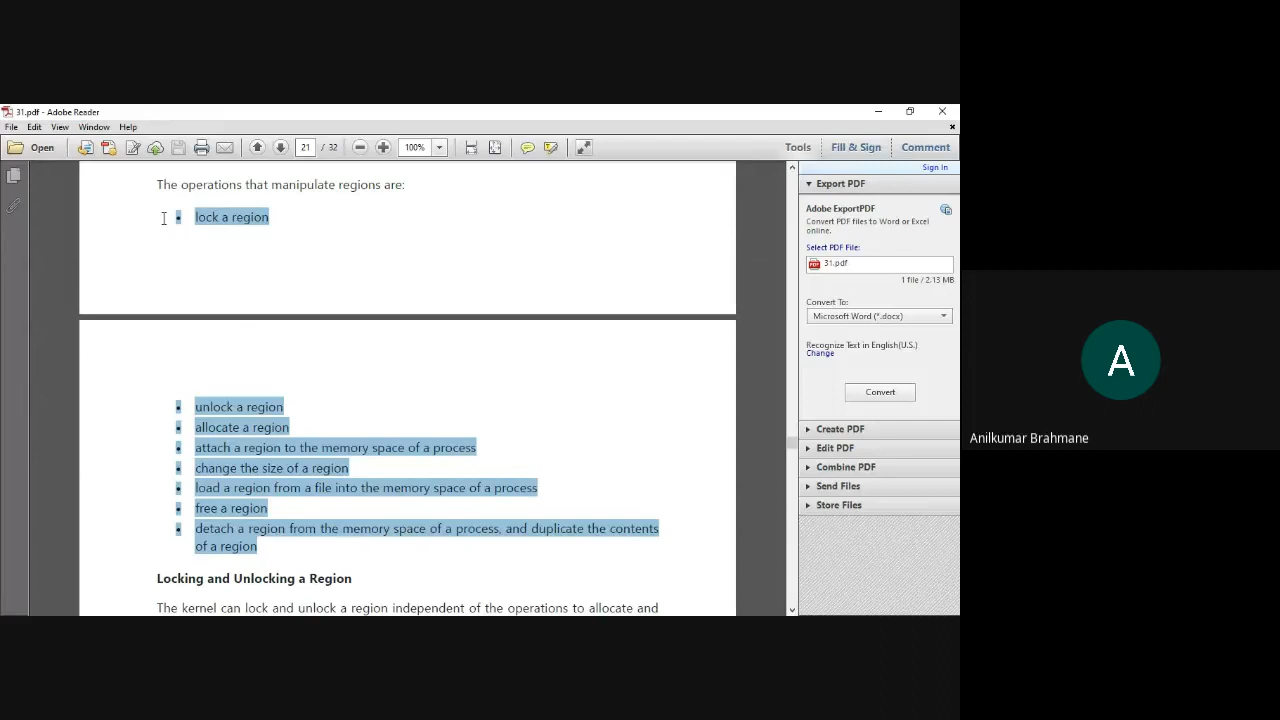 31.pdf - Adobe Reader
File Edit View Window Help
Open 21 / 32 100% Tools Fill & Sign Comment
Sign In
The operations that manipulate regions are:
• lock a region
• unlock a region
• allocate a region
• attach a region to the memory space of a process
• change the size of a region
• load a region from a file into the memory space of a process
• free a region
• detach a region from the memory space of a process, and duplicate the contents
of a region
Locking and Unlocking a Region
The kernel can lock and unlock a region independent of the operations to allocate and
Export PDF
Adobe ExportPDF
Convert PDF files to Word or Excel
online.
Select PDF File:
31.pdf
1 file / 2.13 MB
Convert To:
Microsoft Word (*.docx)
Recognize Text in English(U.S.)
Change
Convert
Create PDF
Edit PDF
Combine PDF
Send Files
Store Files
A
Anilkumar Brahmane